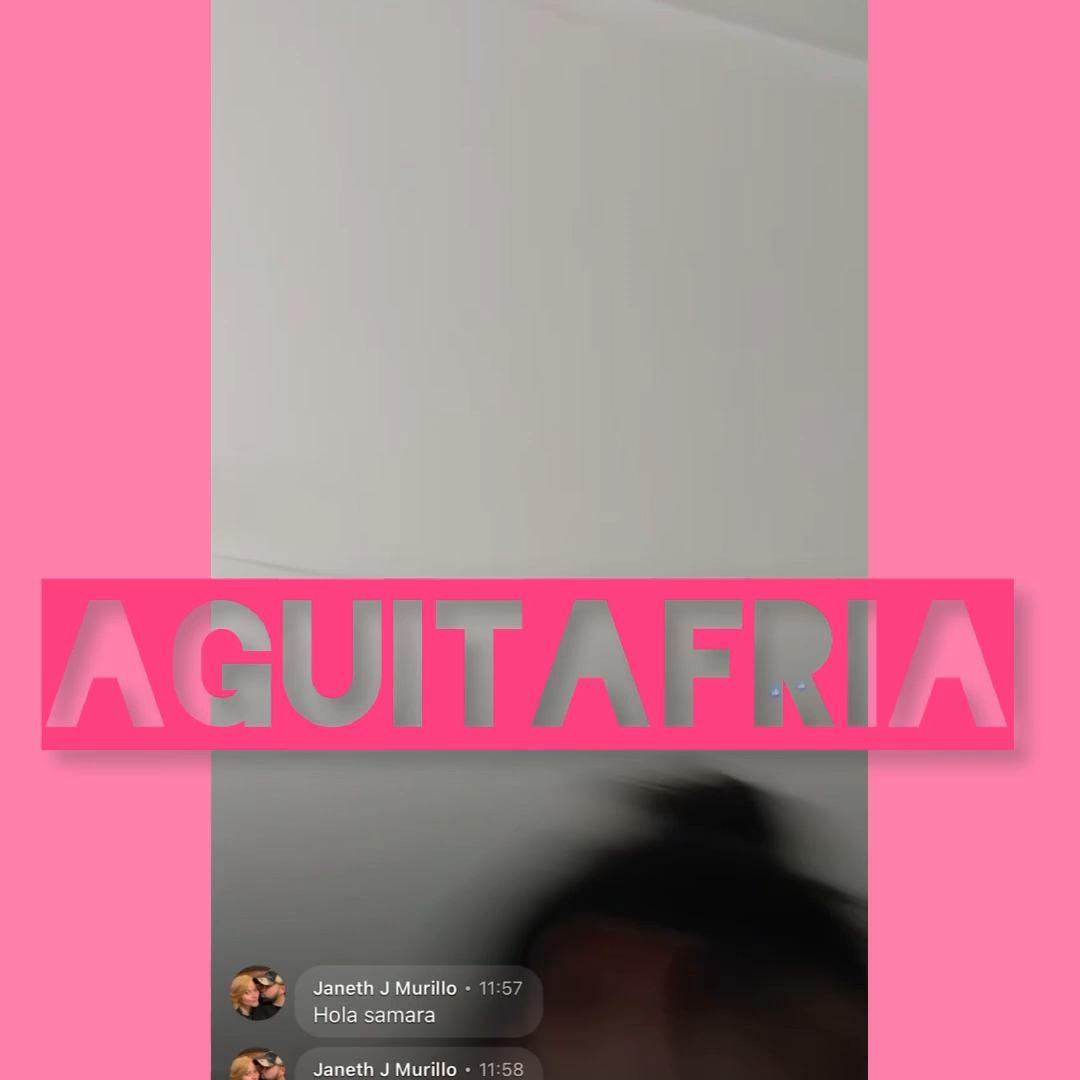 AGUITAFRIA
Janeth J Murillo • 11:57
Hola samara
Janeth J Murillo • 11:58